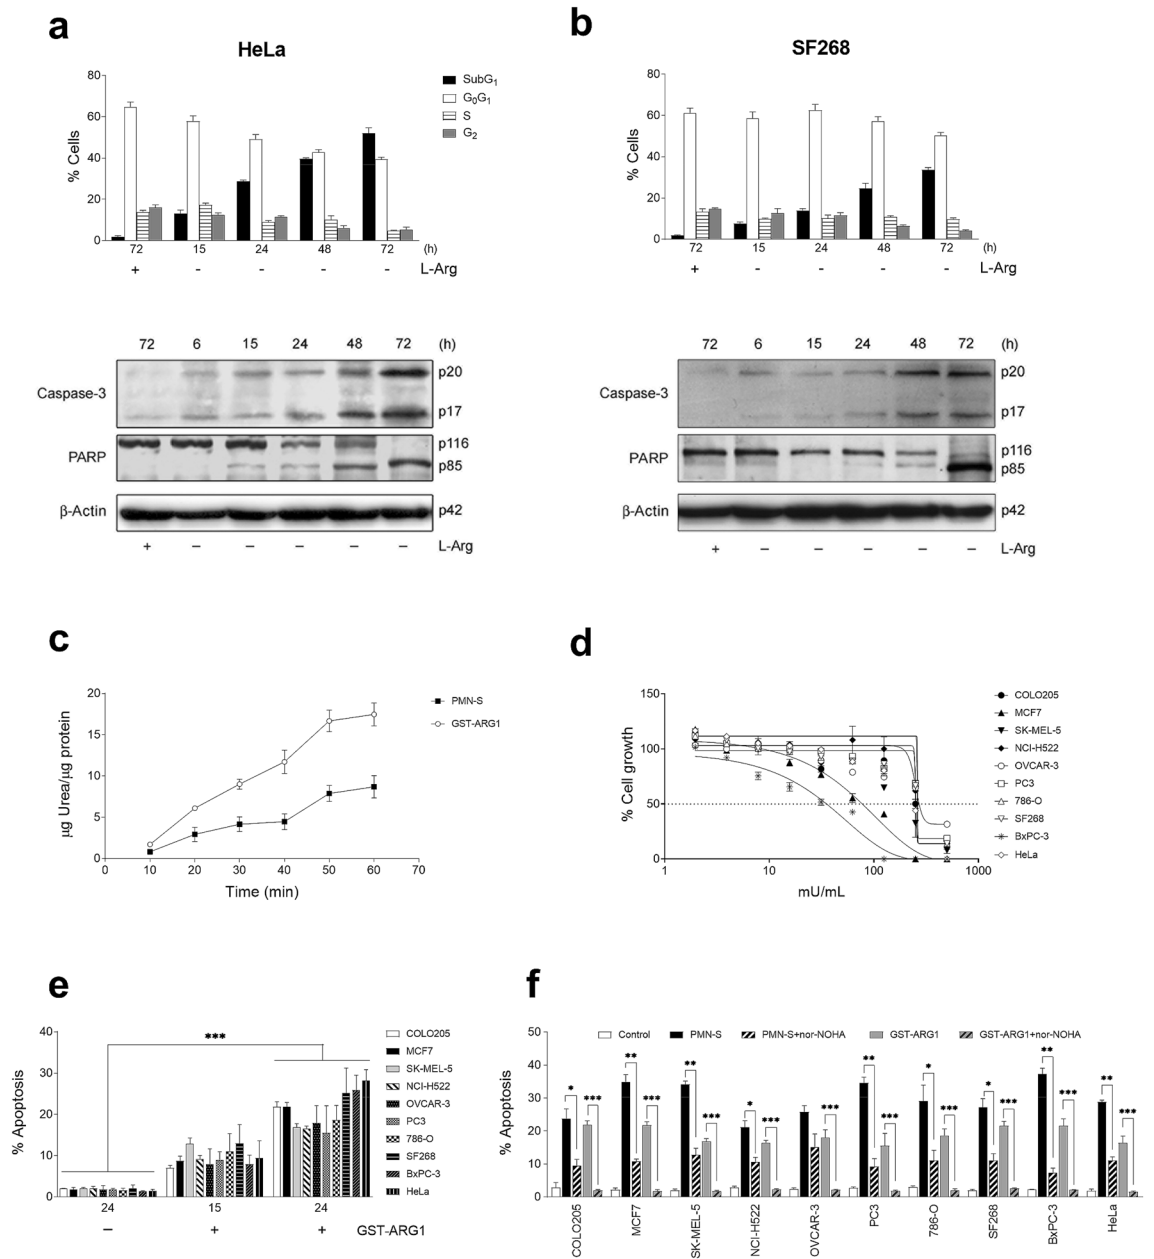 a
HeLa
80
60
40
20
0
% Cells
SubG₁
G₀G₁
S
G₂
72 15 24 48 72 (h)
+ - - - - L-Arg
72 6 15 24 48 72 (h)
Caspase-3
p20
p17
PARP
p116
p85
β-Actin
p42
+ – – – – – L-Arg
b
SF268
80
60
40
20
0
% Cells
72 15 24 48 72 (h)
+ - - - - L-Arg
72 6 15 24 48 72 (h)
Caspase-3
p20
p17
PARP
p116
p85
β-Actin
p42
+ – – – – – L-Arg
c
20
15
10
5
0
µg Urea/µg protein
0 10 20 30 40 50 60 70
Time (min)
PMN-S
GST-ARG1
d
150
100
50
0
% Cell growth
1 10 100 1000
mU/mL
COLO205
MCF7
SK-MEL-5
NCI-H522
OVCAR-3
PC3
786-O
SF268
BxPC-3
HeLa
e
40
30
20
10
0
% Apoptosis
***
24 15 24
– + + GST-ARG1
COLO205
MCF7
SK-MEL-5
NCI-H522
OVCAR-3
PC3
786-O
SF268
BxPC-3
HeLa
f
50
40
30
20
10
0
% Apoptosis
Control PMN-S PMN-S+nor-NOHA GST-ARG1 GST-ARG1+nor-NOHA
* *** ** *** ** *** * *** *** ** *** * *** * *** ** *** ** ***
COLO205
MCF7
SK-MEL-5
NCI-H522
OVCAR-3
PC3
786-O
SF268
BxPC-3
HeLa